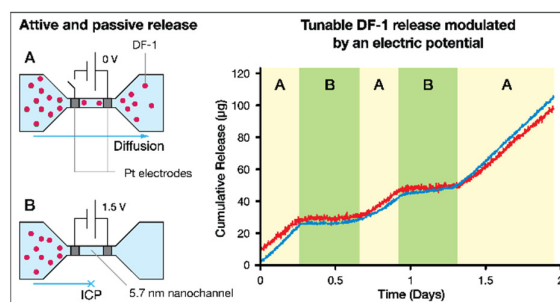 Attive and passive release
Tunable DF-1 release modulated
by an electric potential
A
0 V
DF-1
Diffusion
Pt electrodes
B
1.5 V
ICP
5.7 nm nanochannel
Cumulative Release (µg)
120
100
80
60
40
20
0
A
B
A
B
A
0
0.5
1
1.5
2
Time (Days)